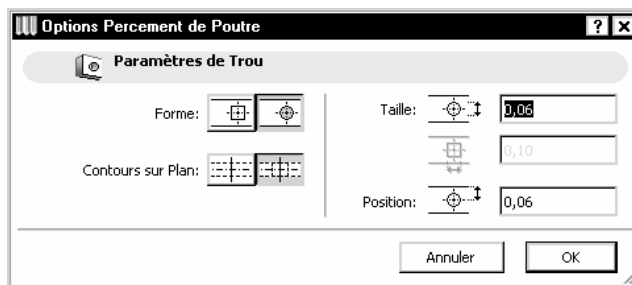 Options Percement de Poutre
Paramètres de Trou
Forme:
Contours sur Plan:
Taille:
0,06
0,10
Position:
0,06
Annuler
OK